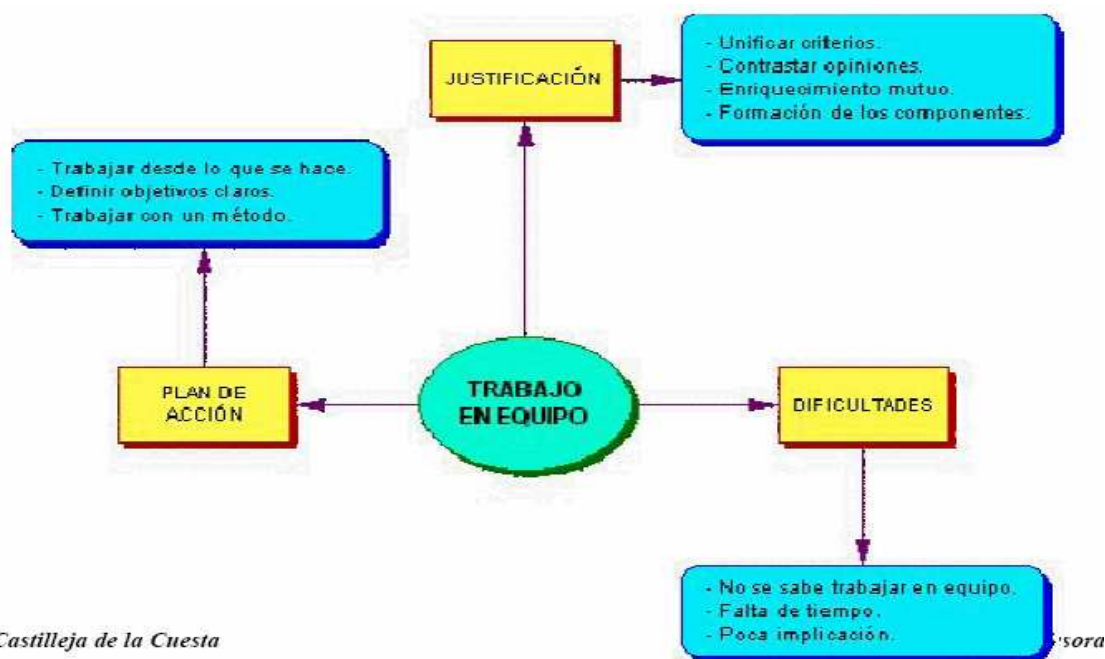 JUSTIFICACIÓN
- Unificar criterios.
- Contrastar opiniones.
- Enriquecimiento mutuo.
- Formación de los componentes.
- Trabajar desde lo que se hace.
- Definir objetivos claros.
- Trabajar con un método.
PLAN DE
ACCIÓN
TRABAJO
EN EQUIPO
DIFICULTADES
- No se sabe trabajar en equipo.
- Falta de tiempo.
- Poca implicación.
Castilleja de la Cuesta